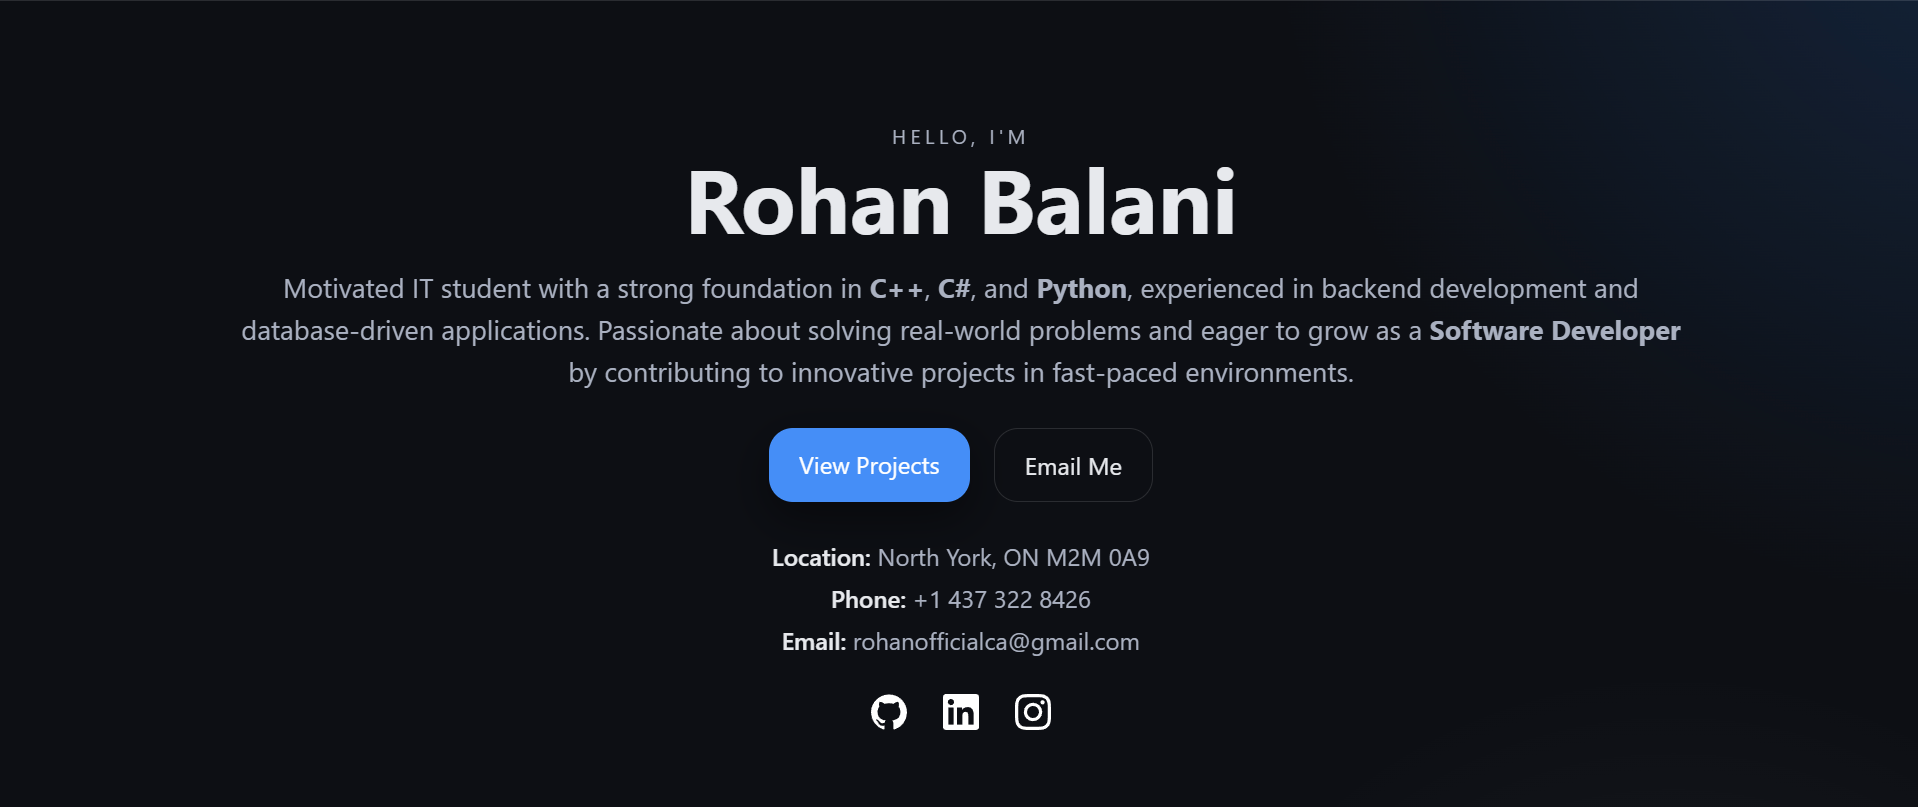 HELLO, I'M
Rohan Balani
Motivated IT student with a strong foundation in C++, C#, and Python, experienced in backend development and
database-driven applications. Passionate about solving real-world problems and eager to grow as a Software Developer
by contributing to innovative projects in fast-paced environments.
View Projects
Email Me
Location: North York, ON M2M 0A9
Phone: +1 437 322 8426
Email: rohanofficialca@gmail.com
in